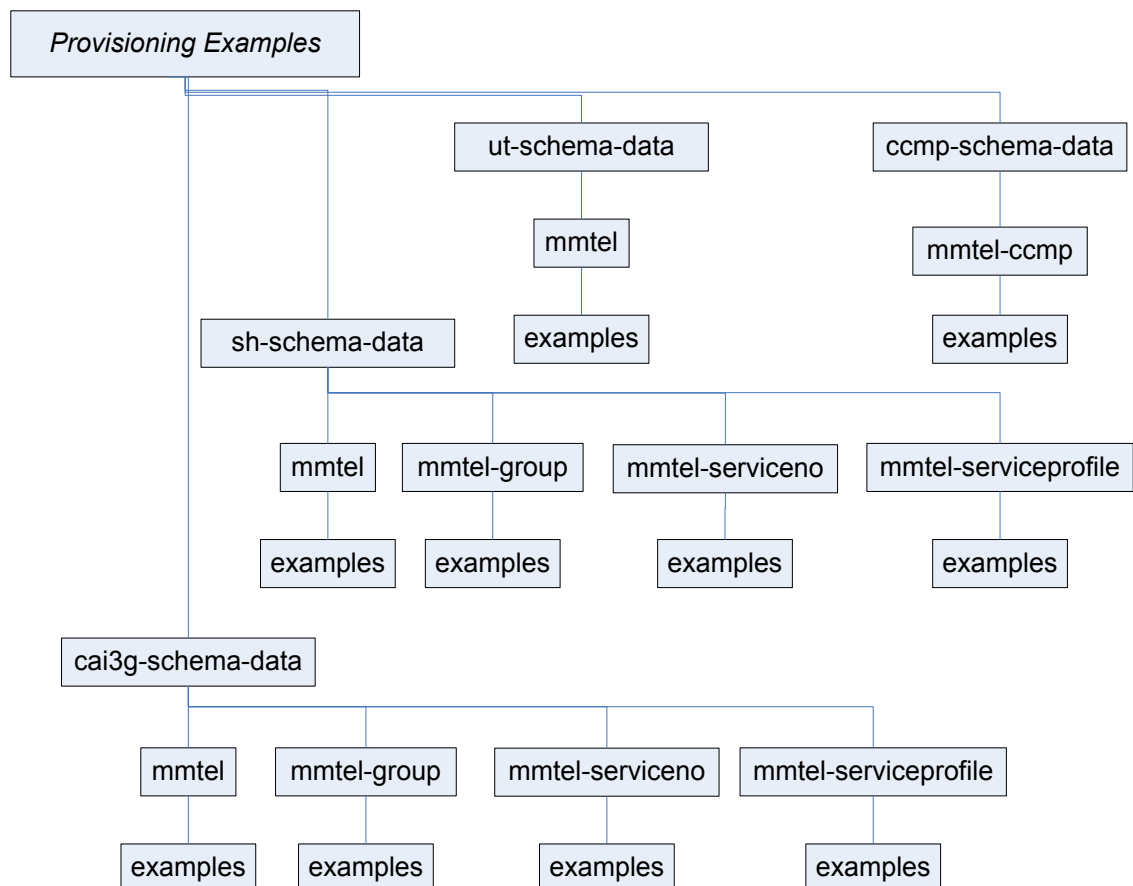 Provisioning Examples
ut-schema-data
ccmp-schema-data
mmtel
mmtel-ccmp
examples
examples
sh-schema-data
mmtel
mmtel-group
mmtel-serviceno
mmtel-serviceprofile
examples
examples
examples
examples
cai3g-schema-data
mmtel
mmtel-group
mmtel-serviceno
mmtel-serviceprofile
examples
examples
examples
examples